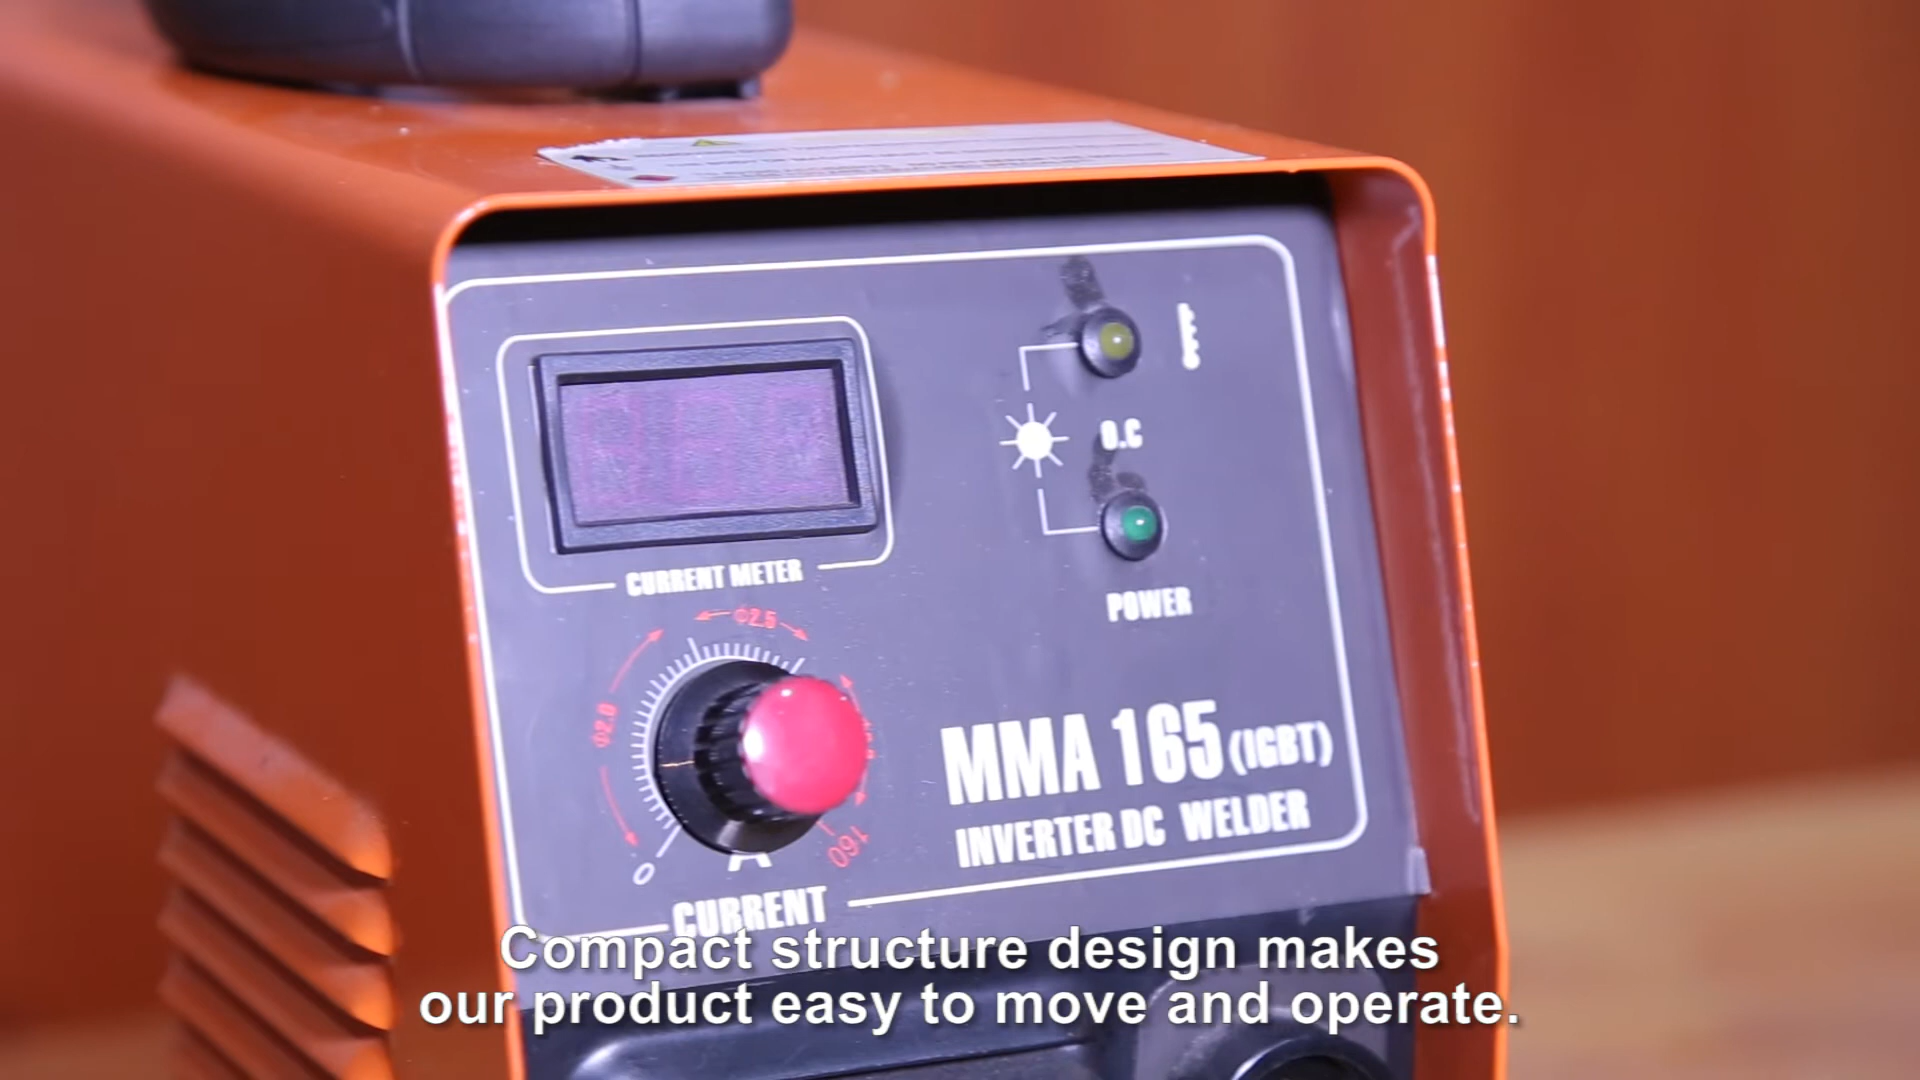 O.C
CURRENT METER
POWER
Φ2.5
Φ2.0
MMA 165 (IGBT)
INVERTER DC WELDER
0
160
A
CURRENT
Compact structure design makes
our product easy to move and operate.